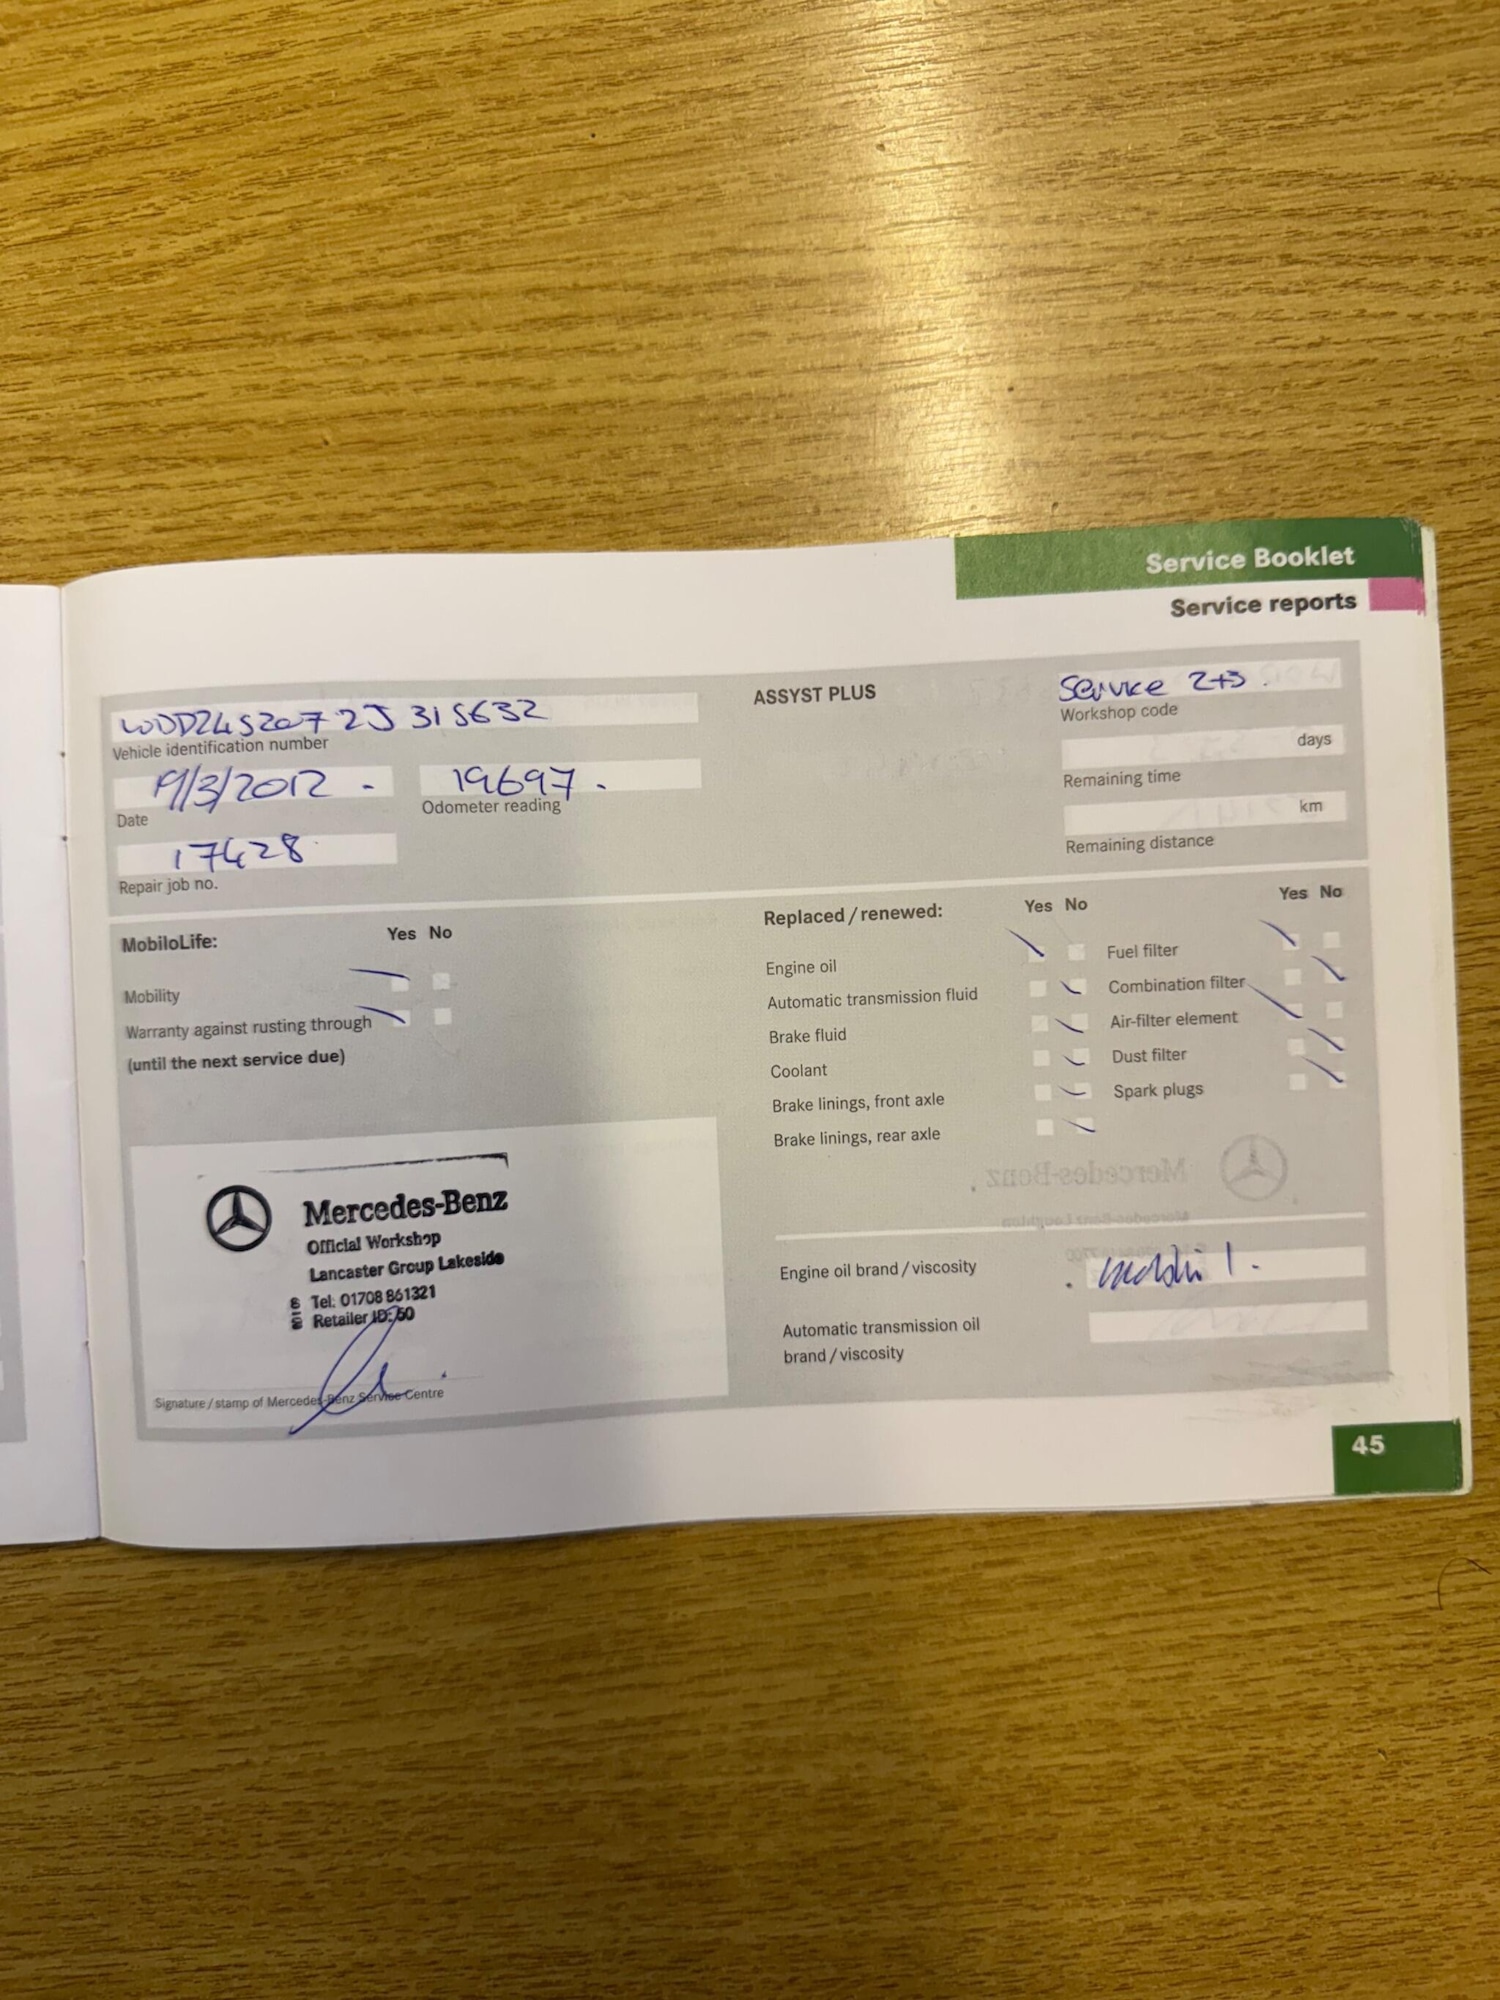 Service Booklet
Service reports
WDD2452072J315632
Vehicle identification number
19/3/2012 .
Date
19697 .
Odometer reading
17428
Repair job no.
ASSYST PLUS
Service 2+3 .
Workshop code
days
Remaining time
km
Remaining distance
MobiloLife:
Yes No
Mobility
Warranty against rusting through
(until the next service due)
Replaced / renewed:
Yes No
Engine oil
Automatic transmission fluid
Brake fluid
Coolant
Brake linings, front axle
Brake linings, rear axle
Yes No
Fuel filter
Combination filter
Air-filter element
Dust filter
Spark plugs
Mercedes-Benz
Official Workshop
Lancaster Group Lakeside
Tel: 01708 861321
Retailer ID: 60
Signature / stamp of Mercedes-Benz Service Centre
Mercedes-Benz
Engine oil brand / viscosity
. mobil 1 .
Automatic transmission oil
brand / viscosity
45